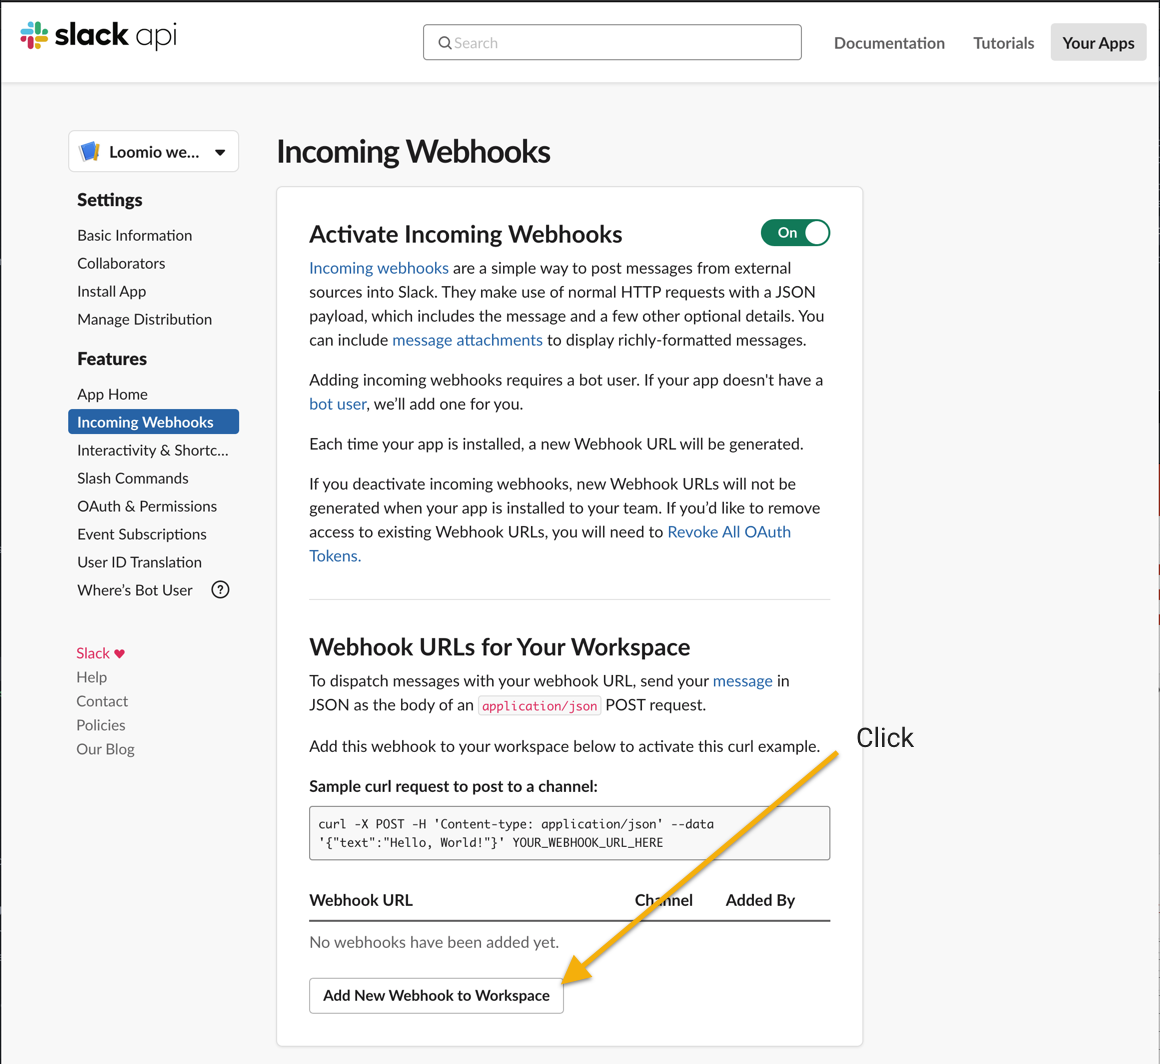 slack api
Search
Documentation
Tutorials
Your Apps
Loomio we...
Settings
Basic Information
Collaborators
Install App
Manage Distribution
Features
App Home
Incoming Webhooks
Interactivity & Shortc...
Slash Commands
OAuth & Permissions
Event Subscriptions
User ID Translation
Where’s Bot User ?
Slack ♥
Help
Contact
Policies
Our Blog
Incoming Webhooks
Activate Incoming Webhooks
On
Incoming webhooks are a simple way to post messages from external
sources into Slack. They make use of normal HTTP requests with a JSON
payload, which includes the message and a few other optional details. You
can include message attachments to display richly-formatted messages.
Adding incoming webhooks requires a bot user. If your app doesn't have a
bot user, we’ll add one for you.
Each time your app is installed, a new Webhook URL will be generated.
If you deactivate incoming webhooks, new Webhook URLs will not be
generated when your app is installed to your team. If you’d like to remove
access to existing Webhook URLs, you will need to Revoke All OAuth
Tokens.
Webhook URLs for Your Workspace
To dispatch messages with your webhook URL, send your message in
JSON as the body of an application/json POST request.
Add this webhook to your workspace below to activate this curl example.
Click
Sample curl request to post to a channel:
curl -X POST -H 'Content-type: application/json' --data
'{"text":"Hello, World!"}' YOUR_WEBHOOK_URL_HERE
Webhook URL Channel Added By
No webhooks have been added yet.
Add New Webhook to Workspace